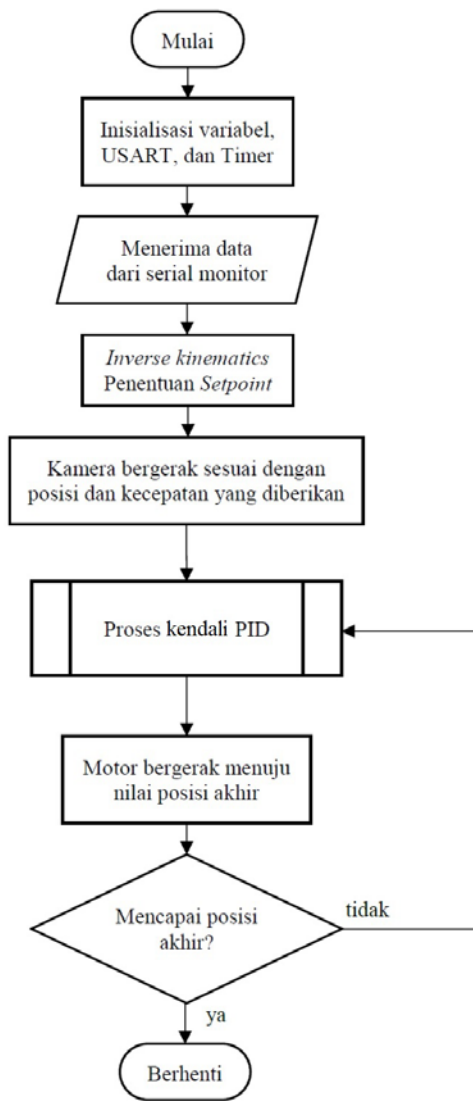 Mulai
Inisialisasi variabel,
USART, dan Timer
Menerima data
dari serial monitor
Inverse kinematics
Penentuan Setpoint
Kamera bergerak sesuai dengan
posisi dan kecepatan yang diberikan
Proses kendali PID
Motor bergerak menuju
nilai posisi akhir
Mencapai posisi
akhir?
tidak
ya
Berhenti